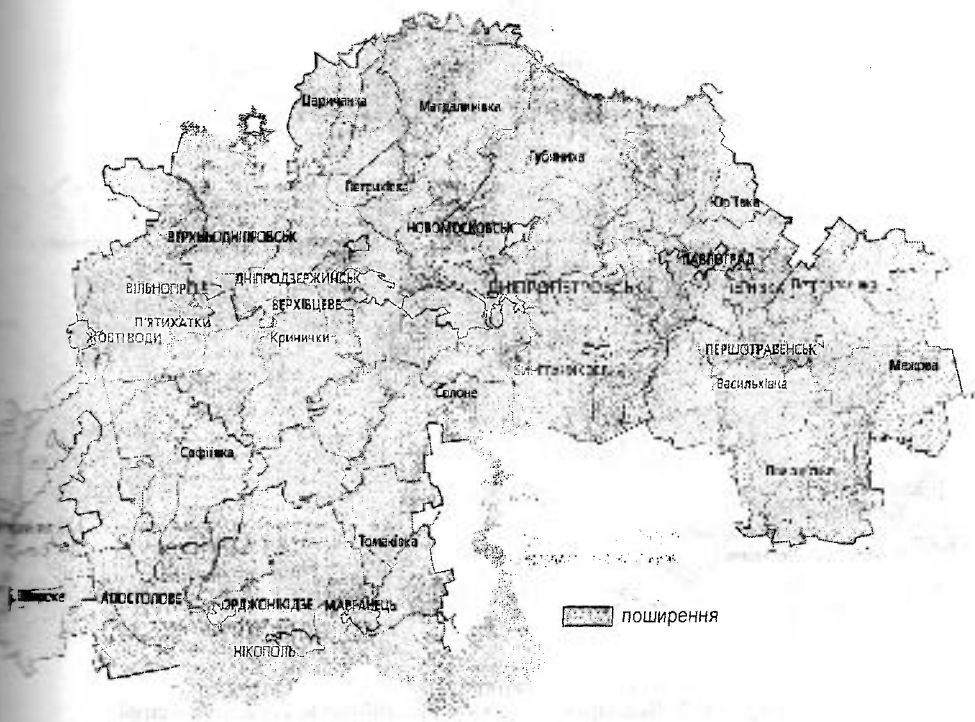 Царичанка
Магдалинівка
Губиниха
Петриківка
Юр'ївка
НОВОМОСКОВСЬК
ВЕРХНЬОДНІПРОВСЬК
ПАВЛОГРАД
ДНІПРОДЗЕРЖИНСЬК
ДНІПРОПЕТРОВСЬК
ВІЛЬНОГІРСЬК
ВЕРХІВЦЕВЕ
П'ЯТИХАТКИ
ЖОВТІ ВОДИ
Кринички
ПЕРШОТРАВЕНСЬК
Межова
Васильківка
Солоне
Софіївка
Томаківка
АПОСТОЛОВЕ
ОРДЖОНІКІДЗЕ
МАРГАНЕЦЬ
поширення
НІКОПОЛЬ